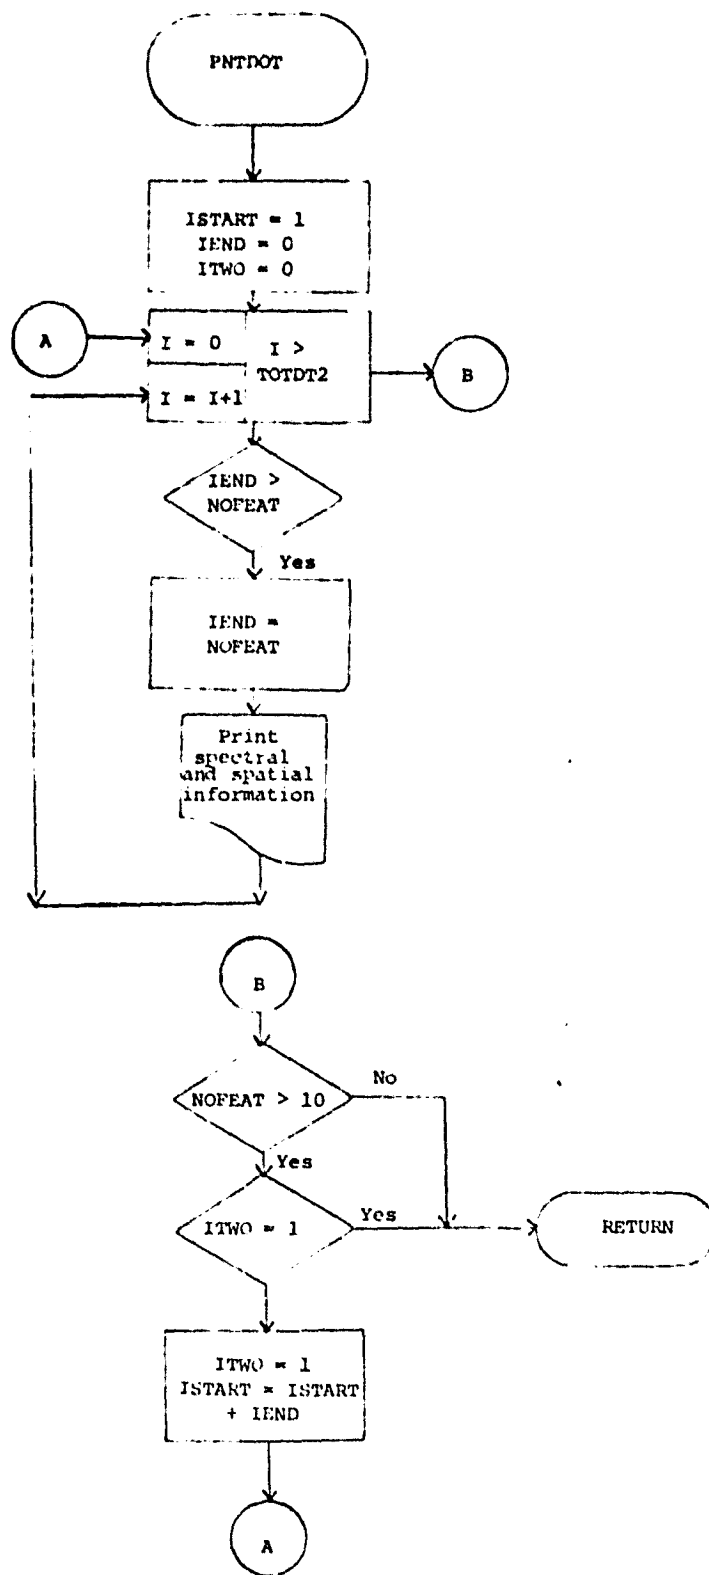 PNTDOT
ISTART = 1
IEND = 0
ITWO = 0
A
I = 0
I >
TOTDT2
B
I = I+1
IEND >
NOFEAT
Yes
IEND =
NOFEAT
Print
spectral
and spatial
information
B
NOFEAT > 10
No
Yes
ITWO = 1
Yes
RETURN
ITWO = 1
ISTART = ISTART
+ IEND
A